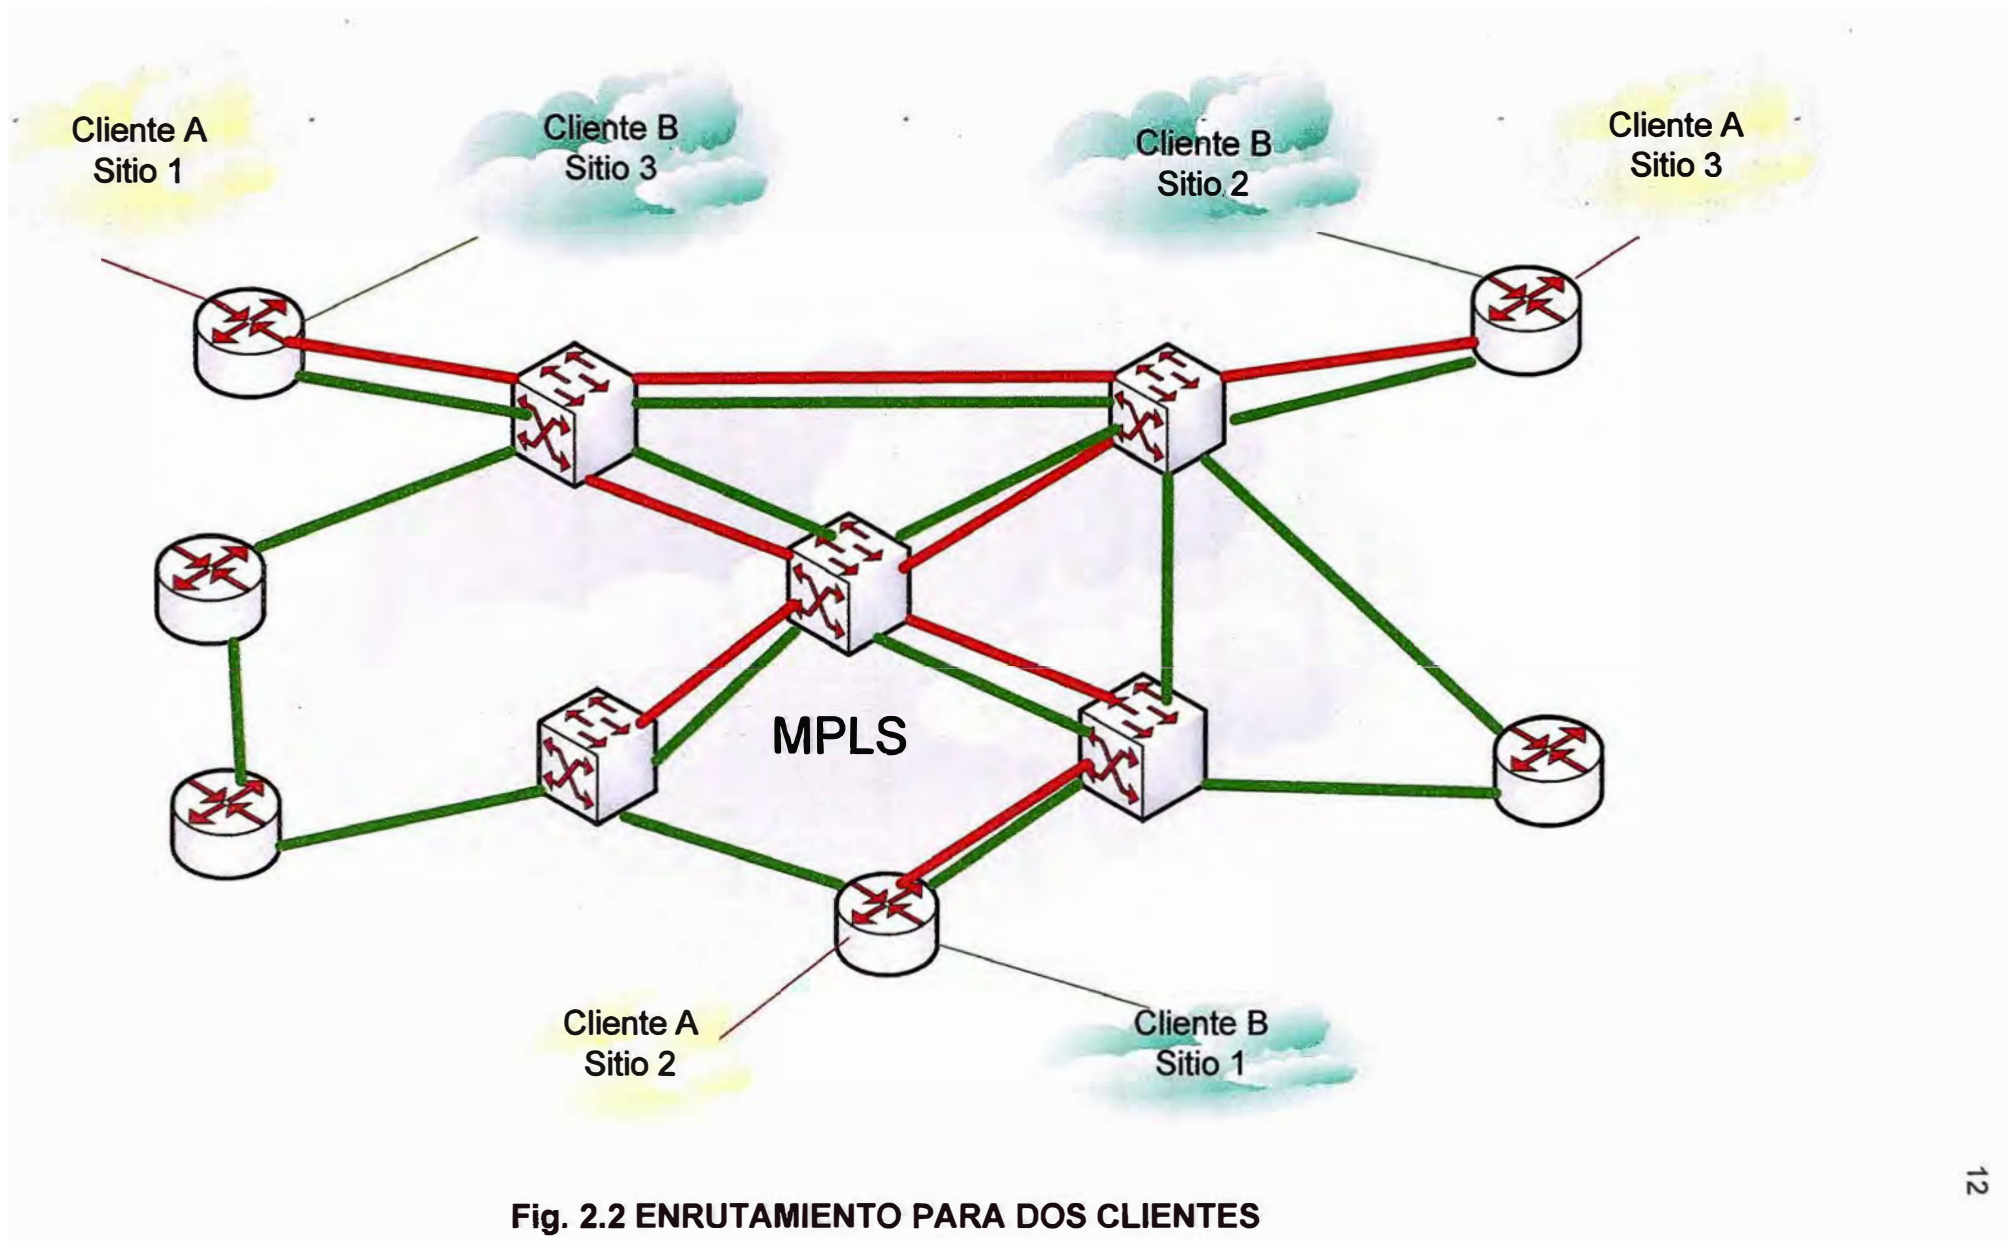 Cliente A
Sitio 1
Cliente B
Sitio 3
Cliente B
Sitio 2
Cliente A
Sitio 3
MPLS
Cliente A
Sitio 2
Cliente B
Sitio 1
12
Fig. 2.2 ENRUTAMIENTO PARA DOS CLIENTES